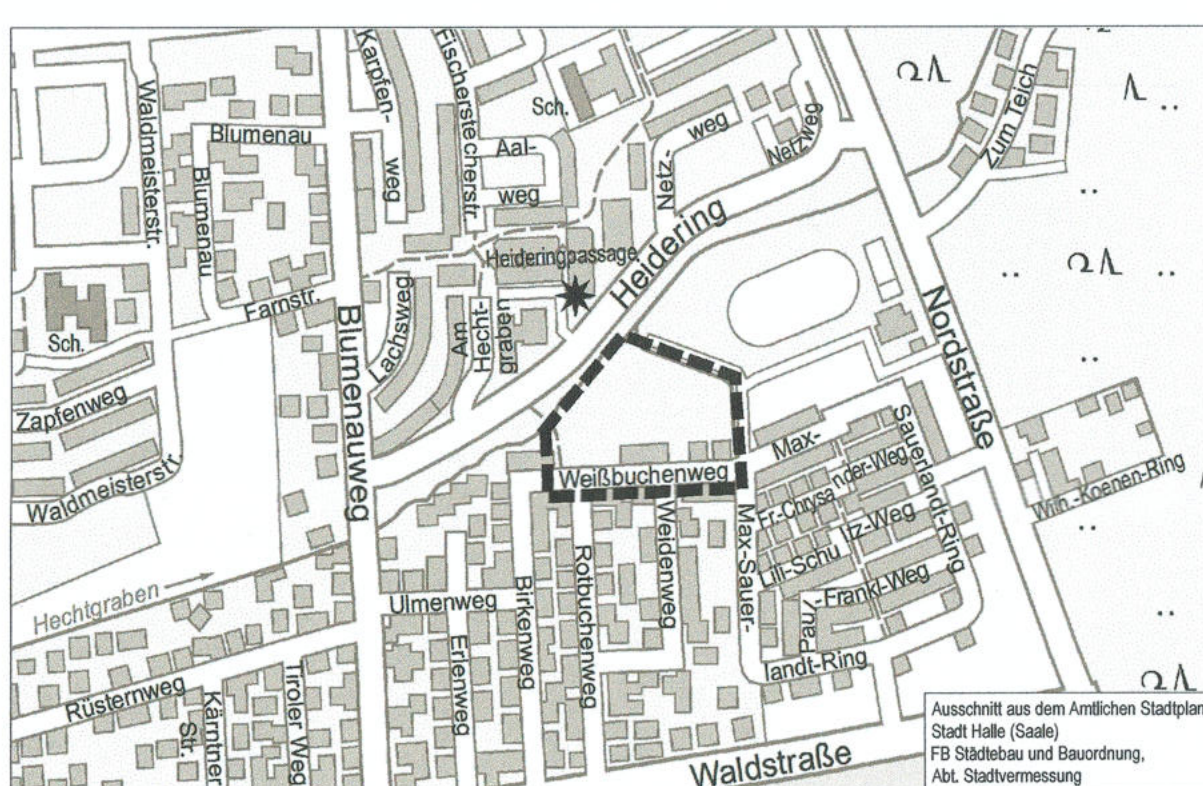 Waldmeisterstr.
Blumenau
Blumenau
Karpfen-
weg
Fischerstecherstr.
Sch.
Aal-
weg
Netz-
weg
Netzweg
Zum Teich
Heideringpassage
Heidering
Farnstr.
Sch.
Blumenauweg
Lachsweg
Am
Hecht-
graben
Nordstraße
Zapfenweg
Waldmeisterstr.
Weißbuchenweg
Max-
Sauerlandt-Ring
Fr-Chrysander-Weg
Lili-Schultz-Weg
Paul-Frankl-Weg
Wilh.-Koenen-Ring
Hechtgraben
Ulmenweg
Erlenweg
Birkenweg
Rotbuchenweg
Weidenweg
Max-Sauer-
landt-Ring
Rüsternweg
Kärntner
Str.
Tiroler Weg
Waldstraße
Ausschnitt aus dem Amtlichen Stadtplan
Stadt Halle (Saale)
FB Städtebau und Bauordnung,
Abt. Stadtvermessung